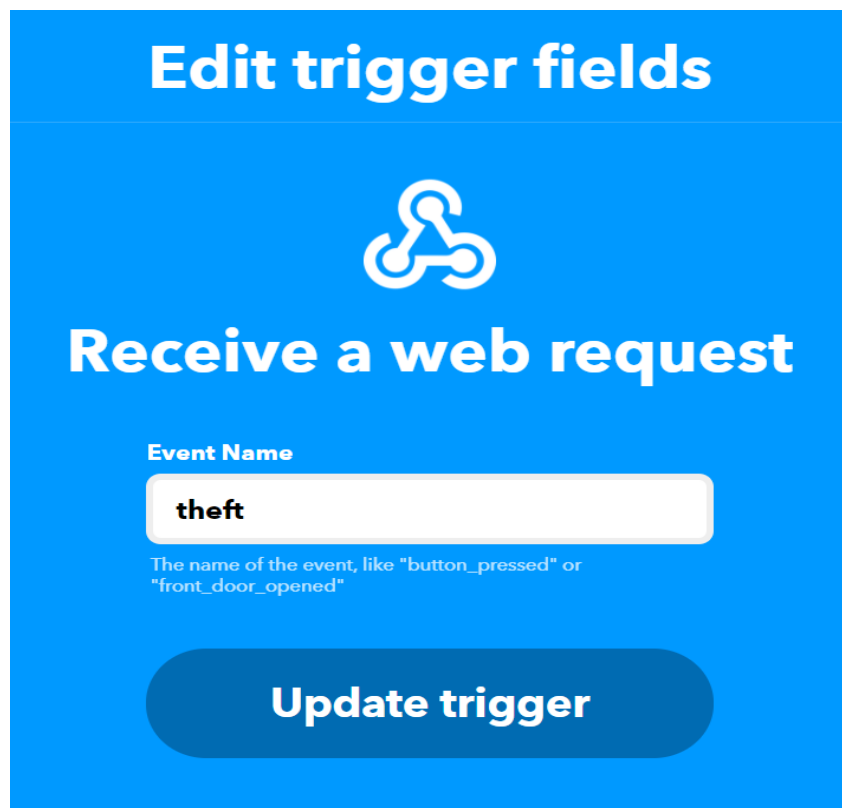 Edit trigger fields
Receive a web request
Event Name
theft
The name of the event, like "button_pressed" or
"front_door_opened"
Update trigger